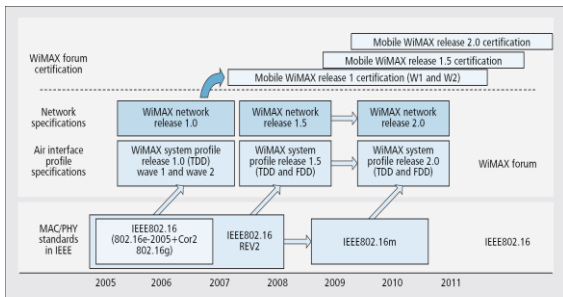 WiMAX forum
certification
Mobile WiMAX release 2.0 certification
Mobile WiMAX release 1.5 certification
Mobile WiMAX release 1 certification (W1 and W2)
Network
specifications
WiMAX network
release 1.0
WiMAX network
release 1.5
WiMAX network
release 2.0
Air interface
profile
specifications
WiMAX system profile
release 1.0 (TDD)
wave 1 and wave 2
WiMAX system
profile release 1.5
(TDD and FDD)
WiMAX system
profile release 2.0
(TDD and FDD)
WiMAX forum
MAC/PHY
standards
in IEEE
IEEE802.16
(802.16e-2005+Cor2
802.16g)
IEEE802.16
REV2
IEEE802.16m
IEEE802.16
2005 2006 2007 2008 2009 2010 2011